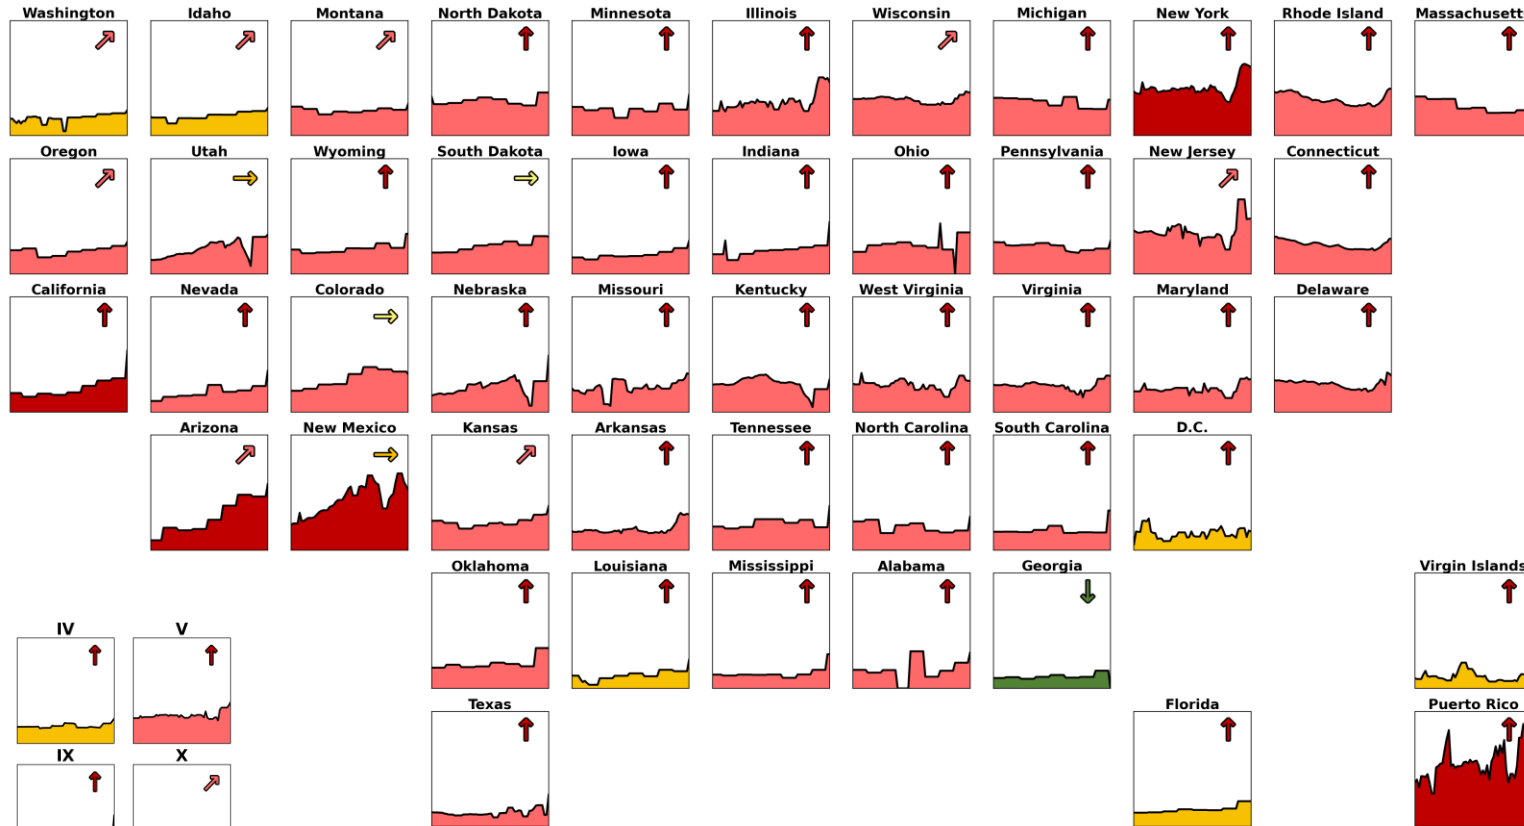 Washington Idaho Montana North Dakota Minnesota Illinois Wisconsin Michigan New York Rhode Island Massachusett
Oregon Utah Wyoming South Dakota Iowa Indiana Ohio Pennsylvania New Jersey Connecticut
California Nevada Colorado Nebraska Missouri Kentucky West Virginia Virginia Maryland Delaware
Arizona New Mexico Kansas Arkansas Tennessee North Carolina South Carolina D.C.
Oklahoma Louisiana Mississippi Alabama Georgia Virgin Islands
IV V
Texas Florida Puerto Rico
IX X